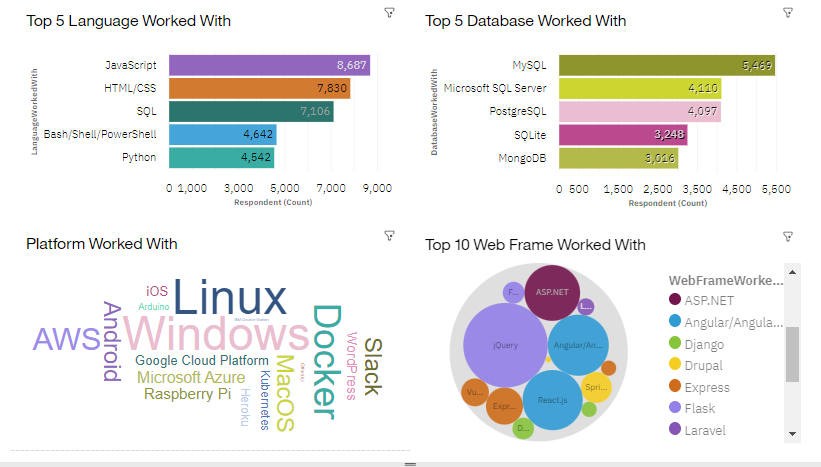 Top 5 Language Worked With
LanguageWorkedWith
JavaScript 8,687
HTML/CSS 7,830
SQL 7,106
Bash/Shell/PowerShell 4,642
Python 4,542
0 1,000 3,000 5,000 7,000 9,000
Respondent (Count)
Top 5 Database Worked With
DatabaseWorkedWith
MySQL 5,469
Microsoft SQL Server 4,110
PostgreSQL 4,097
SQLite 3,248
MongoDB 3,016
0 500 1,500 2,500 3,500 4,500 5,500
Respondent (Count)
Platform Worked With
iOS
Arduino
Linux
AWS
Android
Windows
Docker
WordPress
Slack
Google Cloud Platform
Microsoft Azure
Raspberry Pi
Heroku
Kubernetes
MacOS
Top 10 Web Frame Worked With
F...
ASP.NET
L...
jQuery
Angular/An...
React.js
Spri...
Vu...
Expr...
D...
WebFrameWorke...
ASP.NET
Angular/Angula...
Django
Drupal
Express
Flask
Laravel